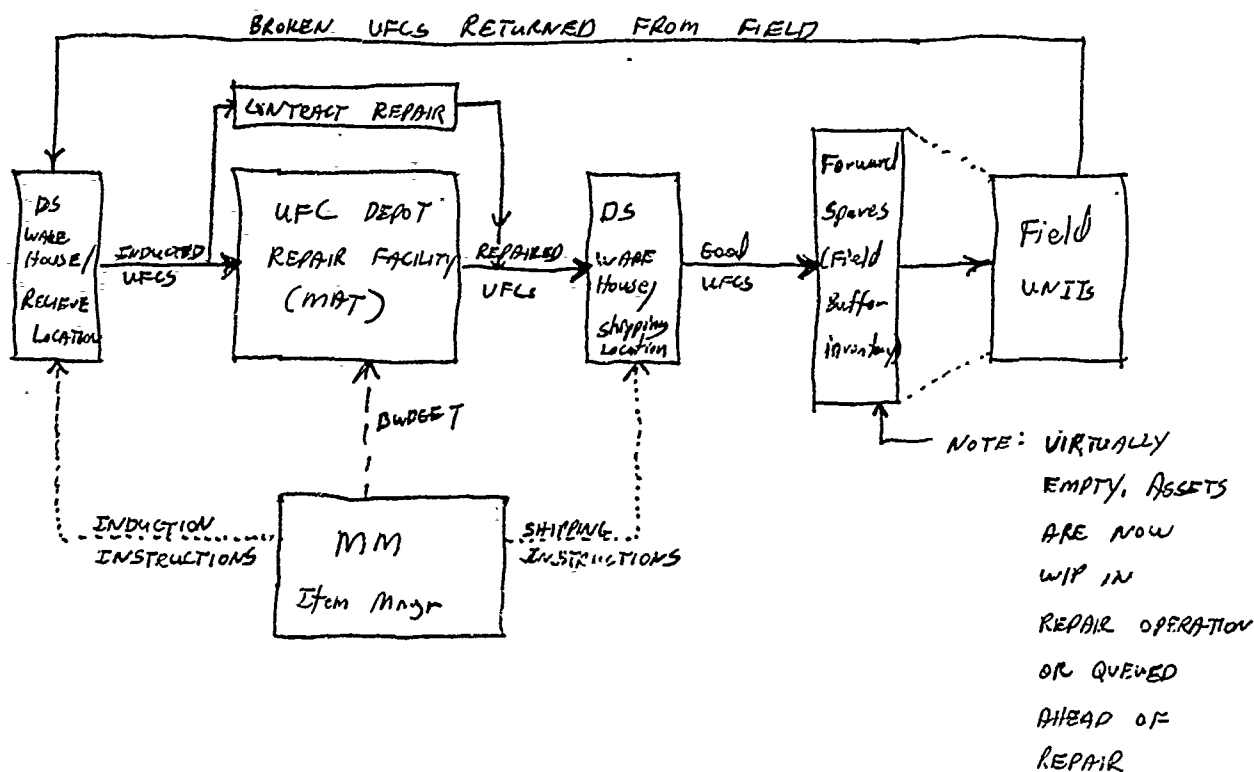 BROKEN UFCS RETURNED FROM FIELD
CONTRACT REPAIR
DS
WARE
HOUSE/
RECIEVE
LOCATION
INDUCTED
UFCS
UFC DEPOT
REPAIR FACILITY
(MAT)
REPAIRED
UFCs
DS
WARE
House/
Shipping
Location
Good
UFCS
Forward
Spares
(Field
Buffer
inventory)
Field
UNITs
BUDGET
INDUCTION
INSTRUCTIONS
MM
Item Mngr
SHIPPING
INSTRUCTIONS
NOTE: VIRTUALLY
EMPTY, ASSETS
ARE NOW
WIP IN
REPAIR OPERATION
OR QUEUED
AHEAD OF
REPAIR